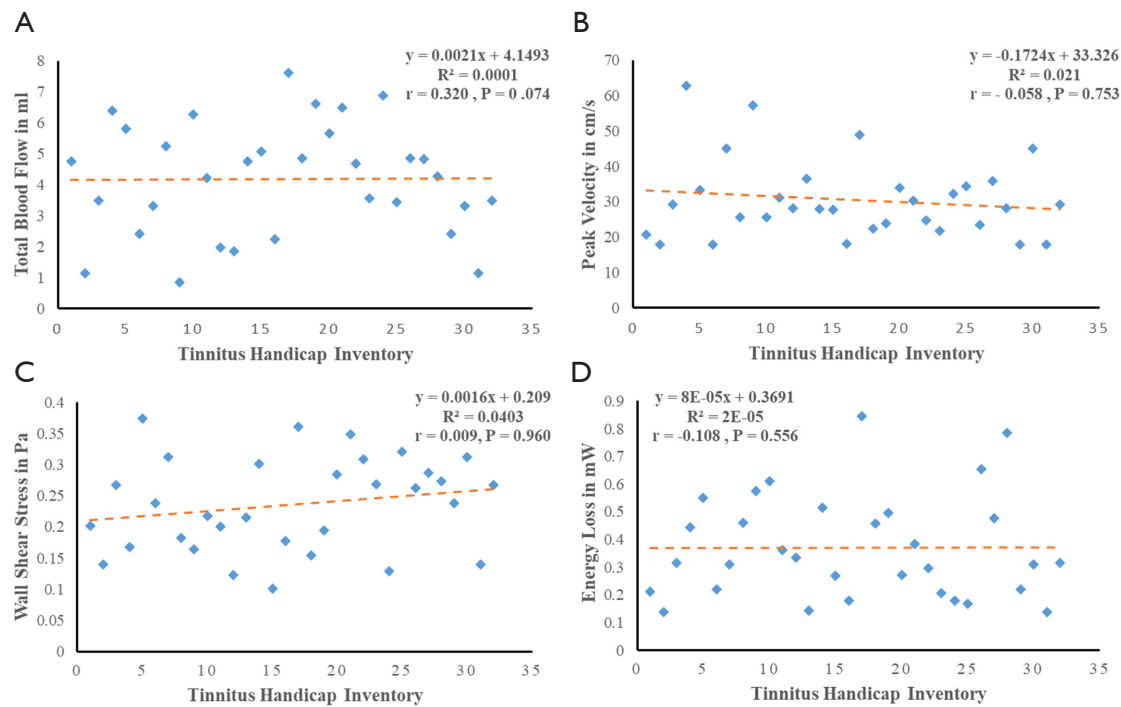 A
y = 0.0021x + 4.1493
R² = 0.0001
r = 0.320 , P = 0 .074
Total Blood Flow in ml
8
7
6
5
4
3
2
1
0
0 5 10 15 20 25 30 35
Tinnitus Handicap Inventory
B
y = -0.1724x + 33.326
R² = 0.021
r = - 0.058 , P = 0.753
Peak Velocity in cm/s
70
60
50
40
30
20
10
0
0 5 10 15 20 25 30 35
Tinnitus Handicap Inventory
C
y = 0.0016x + 0.209
R² = 0.0403
r = 0.009, P = 0.960
Wall Shear Stress in Pa
0.4
0.35
0.3
0.25
0.2
0.15
0.1
0.05
0
5 10 15 20 25 30 35
Tinnitus Handicap Inventory
D
y = 8E-05x + 0.3691
R² = 2E-05
r = -0.108 , P = 0.556
Energy Loss in mW
0.9
0.8
0.7
0.6
0.5
0.4
0.3
0.2
0.1
0
5 10 15 20 25 30 35
Tinnitus Handicap Inventory